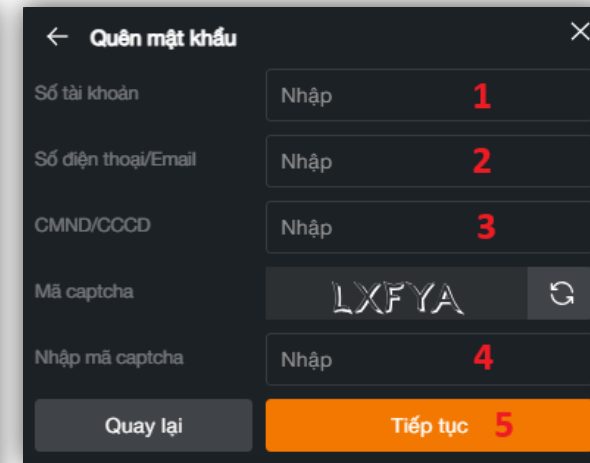 ← Quên mật khẩu ×
Số tài khoản Nhập 1
Số điện thoại/Email Nhập 2
CMND/CCCD Nhập 3
Mã captcha LXFYA
Nhập mã captcha Nhập 4
Quay lại Tiếp tục 5